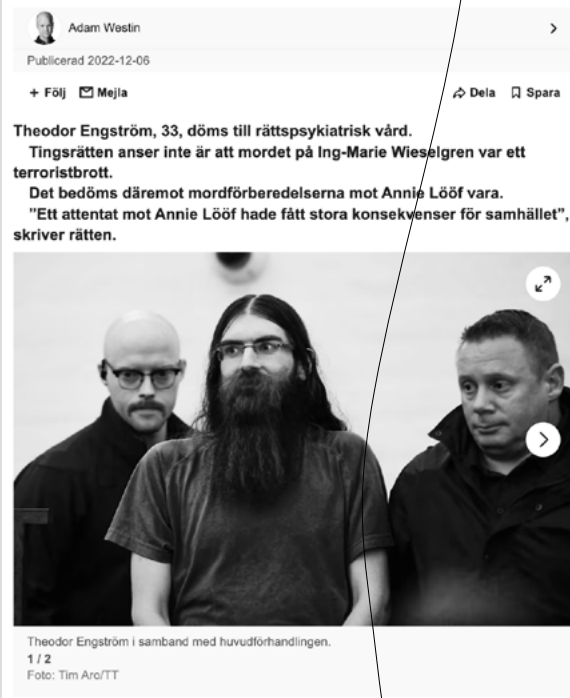 Adam Westin
Publicerad 2022-12-06
+ Följ Mejla Dela Spara
Theodor Engström, 33, döms till rättspsykiatrisk vård.
Tingsrätten anser inte är att mordet på Ing-Marie Wieselgren var ett
terroristbrott.
Det bedöms däremot mordförberedelserna mot Annie Lööf vara.
”Ett attentat mot Annie Lööf hade fått stora konsekvenser för samhället”,
skriver rätten.
Theodor Engström i samband med huvudförhandlingen.
1 / 2
Foto: Tim Aro/TT